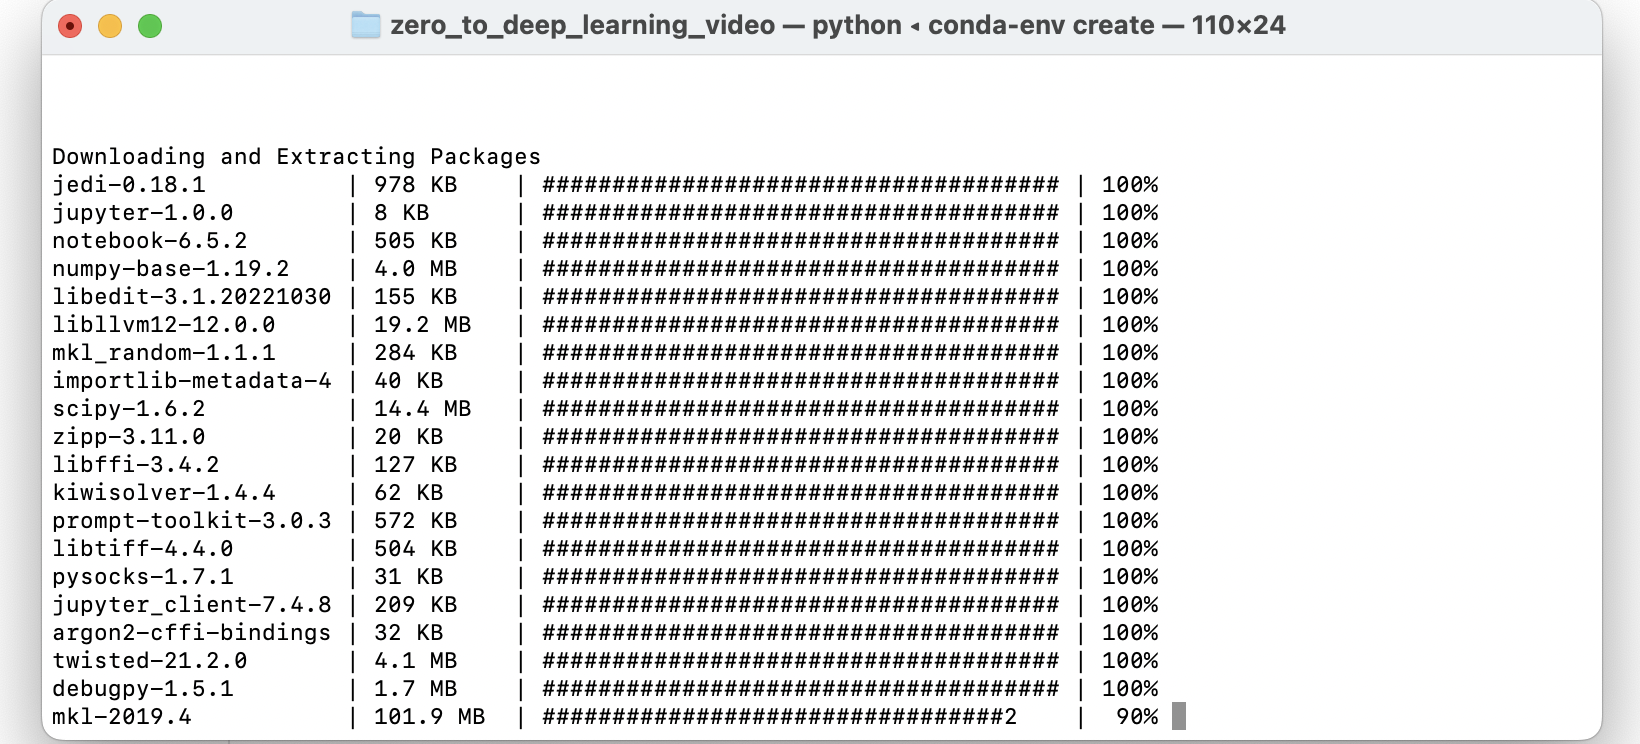 zero_to_deep_learning_video — python ◂ conda-env create — 110×24
Downloading and Extracting Packages
jedi-0.18.1          | 978 KB    | ##################################### | 100%
jupyter-1.0.0        | 8 KB      | ##################################### | 100%
notebook-6.5.2       | 505 KB    | ##################################### | 100%
numpy-base-1.19.2    | 4.0 MB    | ##################################### | 100%
libedit-3.1.20221030 | 155 KB    | ##################################### | 100%
libllvm12-12.0.0     | 19.2 MB   | ##################################### | 100%
mkl_random-1.1.1     | 284 KB    | ##################################### | 100%
importlib-metadata-4 | 40 KB     | ##################################### | 100%
scipy-1.6.2          | 14.4 MB   | ##################################### | 100%
zipp-3.11.0          | 20 KB     | ##################################### | 100%
libffi-3.4.2         | 127 KB    | ##################################### | 100%
kiwisolver-1.4.4     | 62 KB     | ##################################### | 100%
prompt-toolkit-3.0.3 | 572 KB    | ##################################### | 100%
libtiff-4.4.0        | 504 KB    | ##################################### | 100%
pysocks-1.7.1        | 31 KB     | ##################################### | 100%
jupyter_client-7.4.8 | 209 KB    | ##################################### | 100%
argon2-cffi-bindings | 32 KB     | ##################################### | 100%
twisted-21.2.0       | 4.1 MB    | ##################################### | 100%
debugpy-1.5.1        | 1.7 MB    | ##################################### | 100%
mkl-2019.4           | 101.9 MB  | #################################2    |  90%